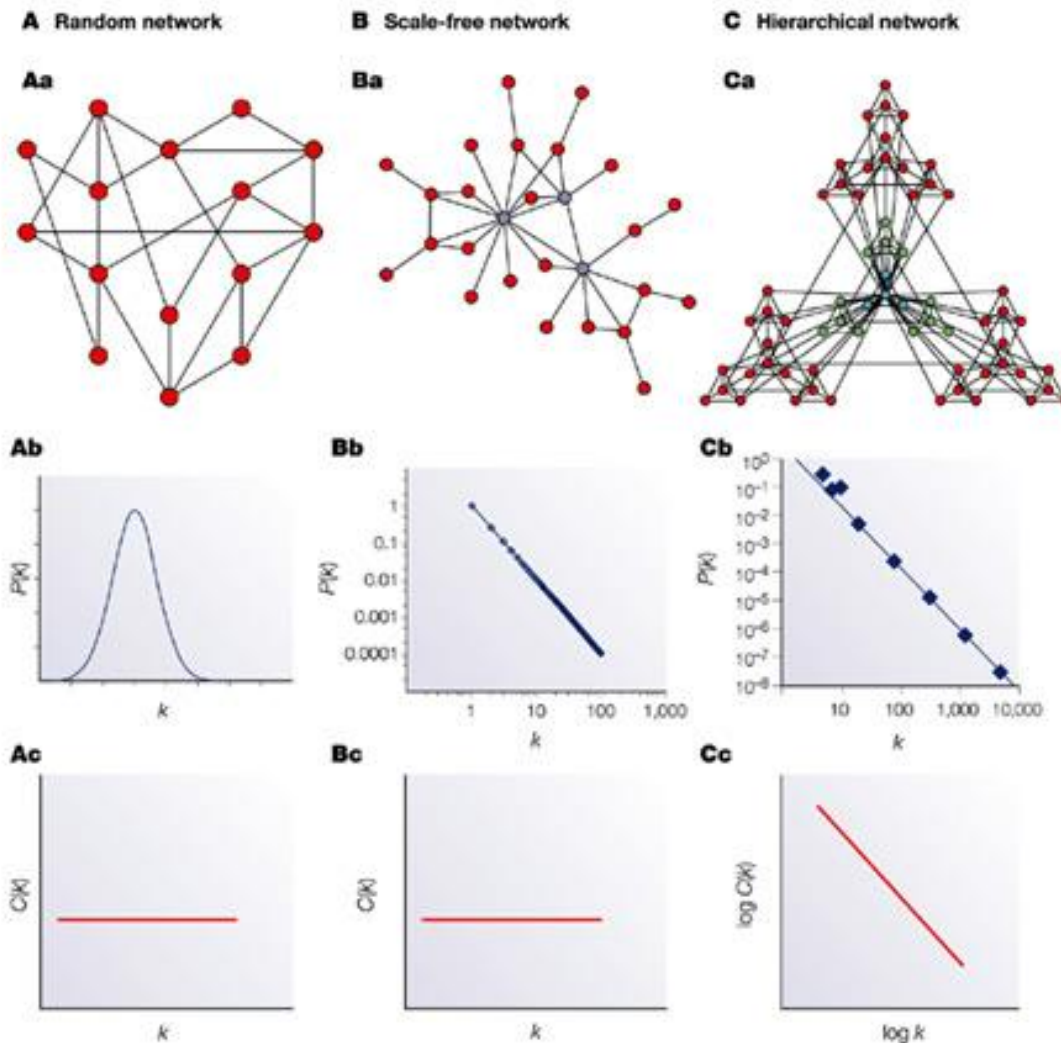 A Random network
B Scale-free network
C Hierarchical network
Aa
Ba
Ca
Ab
P(k)
k
Bb
P(k)
1
0.1
0.01
0.001
0.0001
1 10 100 1,000
k
Cb
P(k)
10⁰
10⁻¹
10⁻²
10⁻³
10⁻⁴
10⁻⁵
10⁻⁶
10⁻⁷
10⁻⁸
10 100 1,000 10,000
k
Ac
C(k)
k
Bc
C(k)
k
Cc
log C(k)
log k